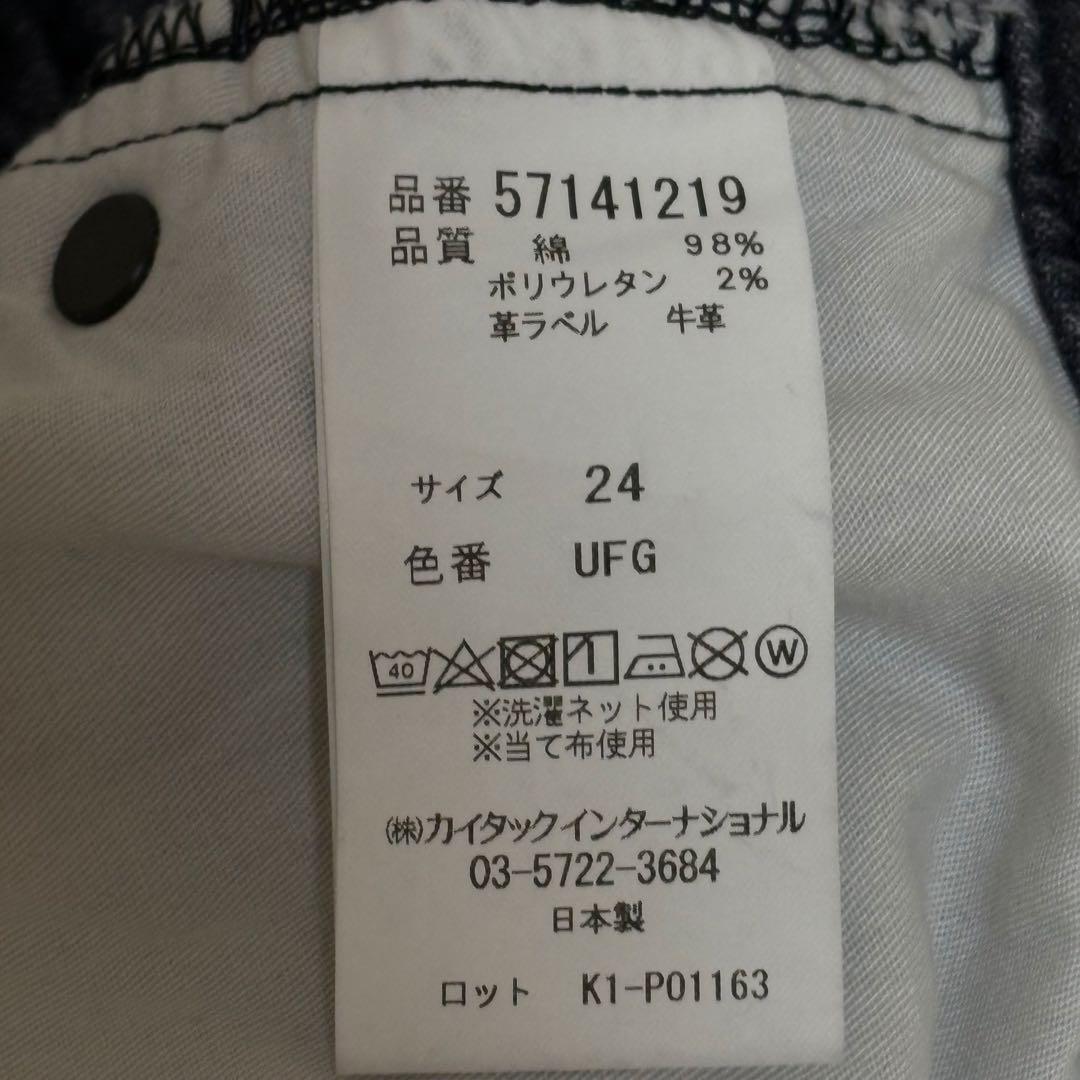 品番 57141219
品質 綿 98%
ポリウレタン 2%
革ラベル 牛革
サイズ 24
色番 UFG
40 W
※洗濯ネット使用
※当て布使用
(株)カイタックインターナショナル
03-5722-3684
日本製
ロット K1-P01163